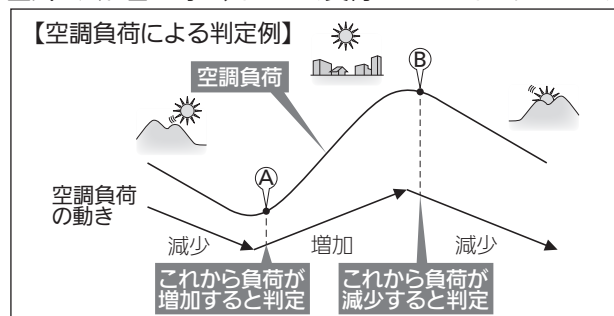 【空調負荷による判定例】
空調負荷
Ⓑ
Ⓐ
空調負荷
の動き
減少
増加
減少
これから負荷が
増加すると判定
これから負荷が
減少すると判定